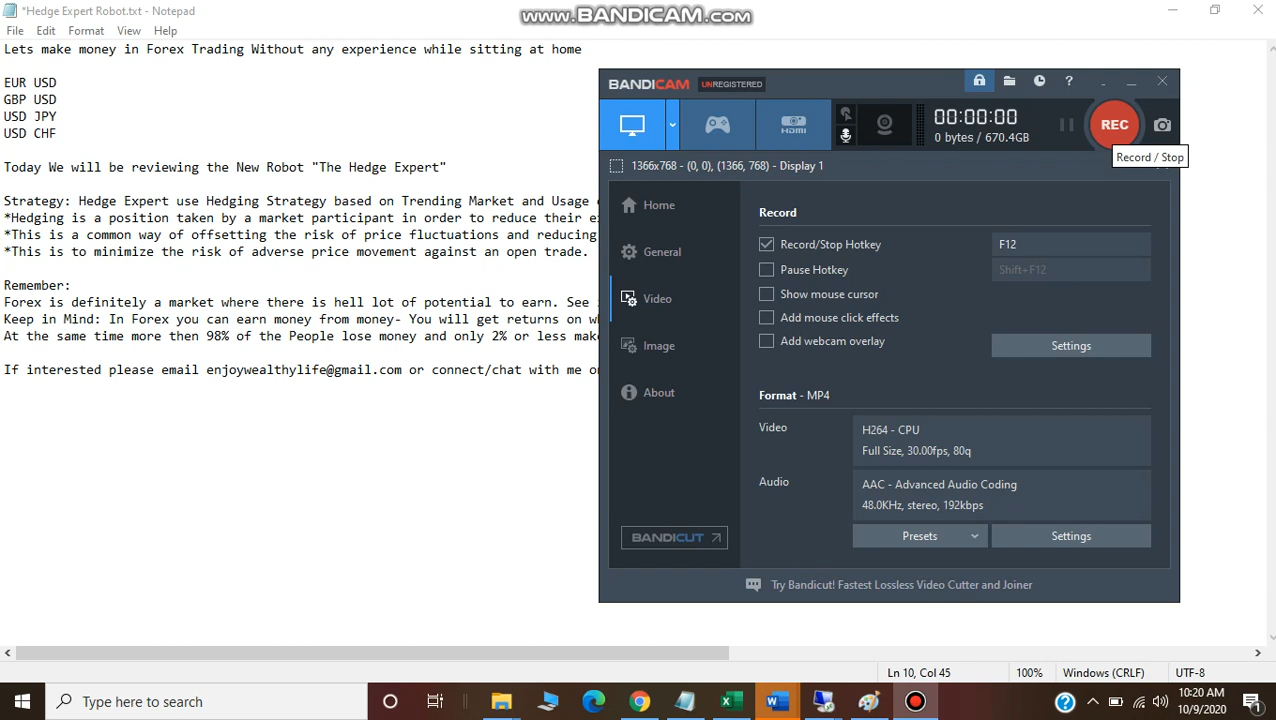 *Hedge Expert Robot.txt - Notepad
www.BANDICAM.com
File Edit Format View Help
Lets make money in Forex Trading Without any experience while sitting at home
EUR USD
GBP USD
USD JPY
USD CHF
Today We will be reviewing the New Robot "The Hedge Expert"
Strategy: Hedge Expert use Hedging Strategy based on Trending Market and Usage
*Hedging is a position taken by a market participant in order to reduce their
*This is a common way of offsetting the risk of price fluctuations and reducing
*This is to minimize the risk of adverse price movement against an open trade.
Remember:
Forex is definitely a market where there is hell lot of potential to earn. See
Keep in Mind: In Forex you can earn money from money- You will get returns on
At the same time more then 98% of the People lose money and only 2% or less make
If interested please email enjoywealthylife@gmail.com or connect/chat with me
BANDICAM UNREGISTERED
HDMI
00:00:00
0 bytes / 670.4GB
REC
Record / Stop
1366x768 - (0, 0), (1366, 768) - Display 1
Home
General
Video
Image
About
BANDICUT
Record
Record/Stop Hotkey F12
Pause Hotkey Shift+F12
Show mouse cursor
Add mouse click effects
Add webcam overlay
Settings
Format - MP4
Video
H264 - CPU
Full Size, 30.00fps, 80q
Audio
AAC - Advanced Audio Coding
48.0KHz, stereo, 192kbps
Presets Settings
Try Bandicut! Fastest Lossless Video Cutter and Joiner
Ln 10, Col 45 100% Windows (CRLF) UTF-8
Type here to search
10:20 AM
10/9/2020
1